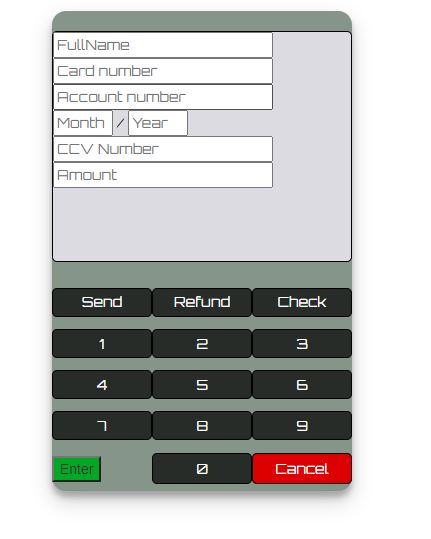 FullName
Card number
Account number
Month / Year
CCV Number
Amount
Send Refund Check
1 2 3
4 5 6
7 8 9
Enter 0 Cancel